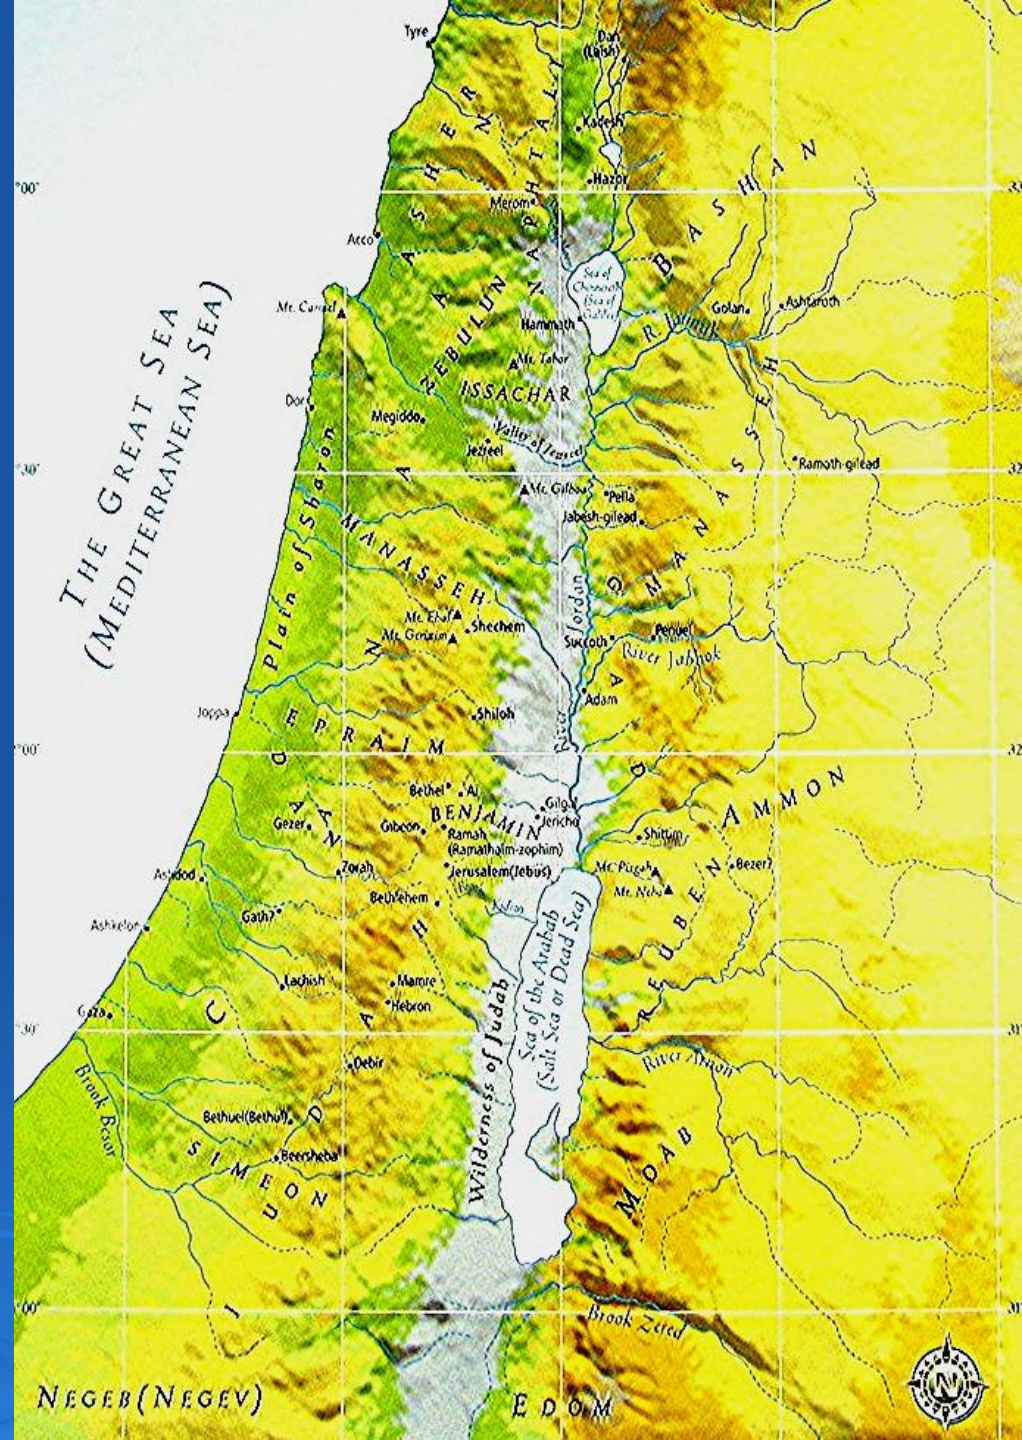 Tyre
Dan
(Laish)
ASHER
NAPHTALI
Kadesh
Hazor
Merom
BASHAN
Acco
Sea of
(Sea of
THE GREAT SEA
(MEDITERRANEAN SEA)
Mt. Carmel
ZEBULUN
Hammath
Golan
Ashtaroth
Mt. Tabor
ISSACHAR
Dor
Megiddo
Jezreel
Valley of Jezreel
Ramoth-gilead
Mt. Gilboa
Pella
Jabesh-gilead
MANASSEH
Plain of Sharon
MANASSEH
Mt. Ebal
Mt. Gerizim
Shechem
Succoth
Penuel
River Jabbok
River Jordan
GAD
Adam
CANAAN
Joppa
Shiloh
EPRAIM
DAN
Bethel
Ai
BENJAMIN
Gilgal
Jericho
AMMON
Gezer
Gibeon
Ramah
(Ramathaim-zophim)
Shittim
Zorah
Jerusalem(Jebus)
Mt. Pisgah
Mt. Nebo
Bezer?
Ashdod
Beth'ehem
Kidron
Gath?
REUBEN
Ashkelon
Sea of the Arabah
(Salt Sea or Dead Sea)
Lachish
Mamre
Hebron
Wilderness of Judah
Gaza
River Arnon
Debir
Brook Besor
Bethuel(Bethul)
Beersheba
SIMEON
JUDAH
MOAB
Brook Zered
NEGEB(NEGEV)
EDOM
N